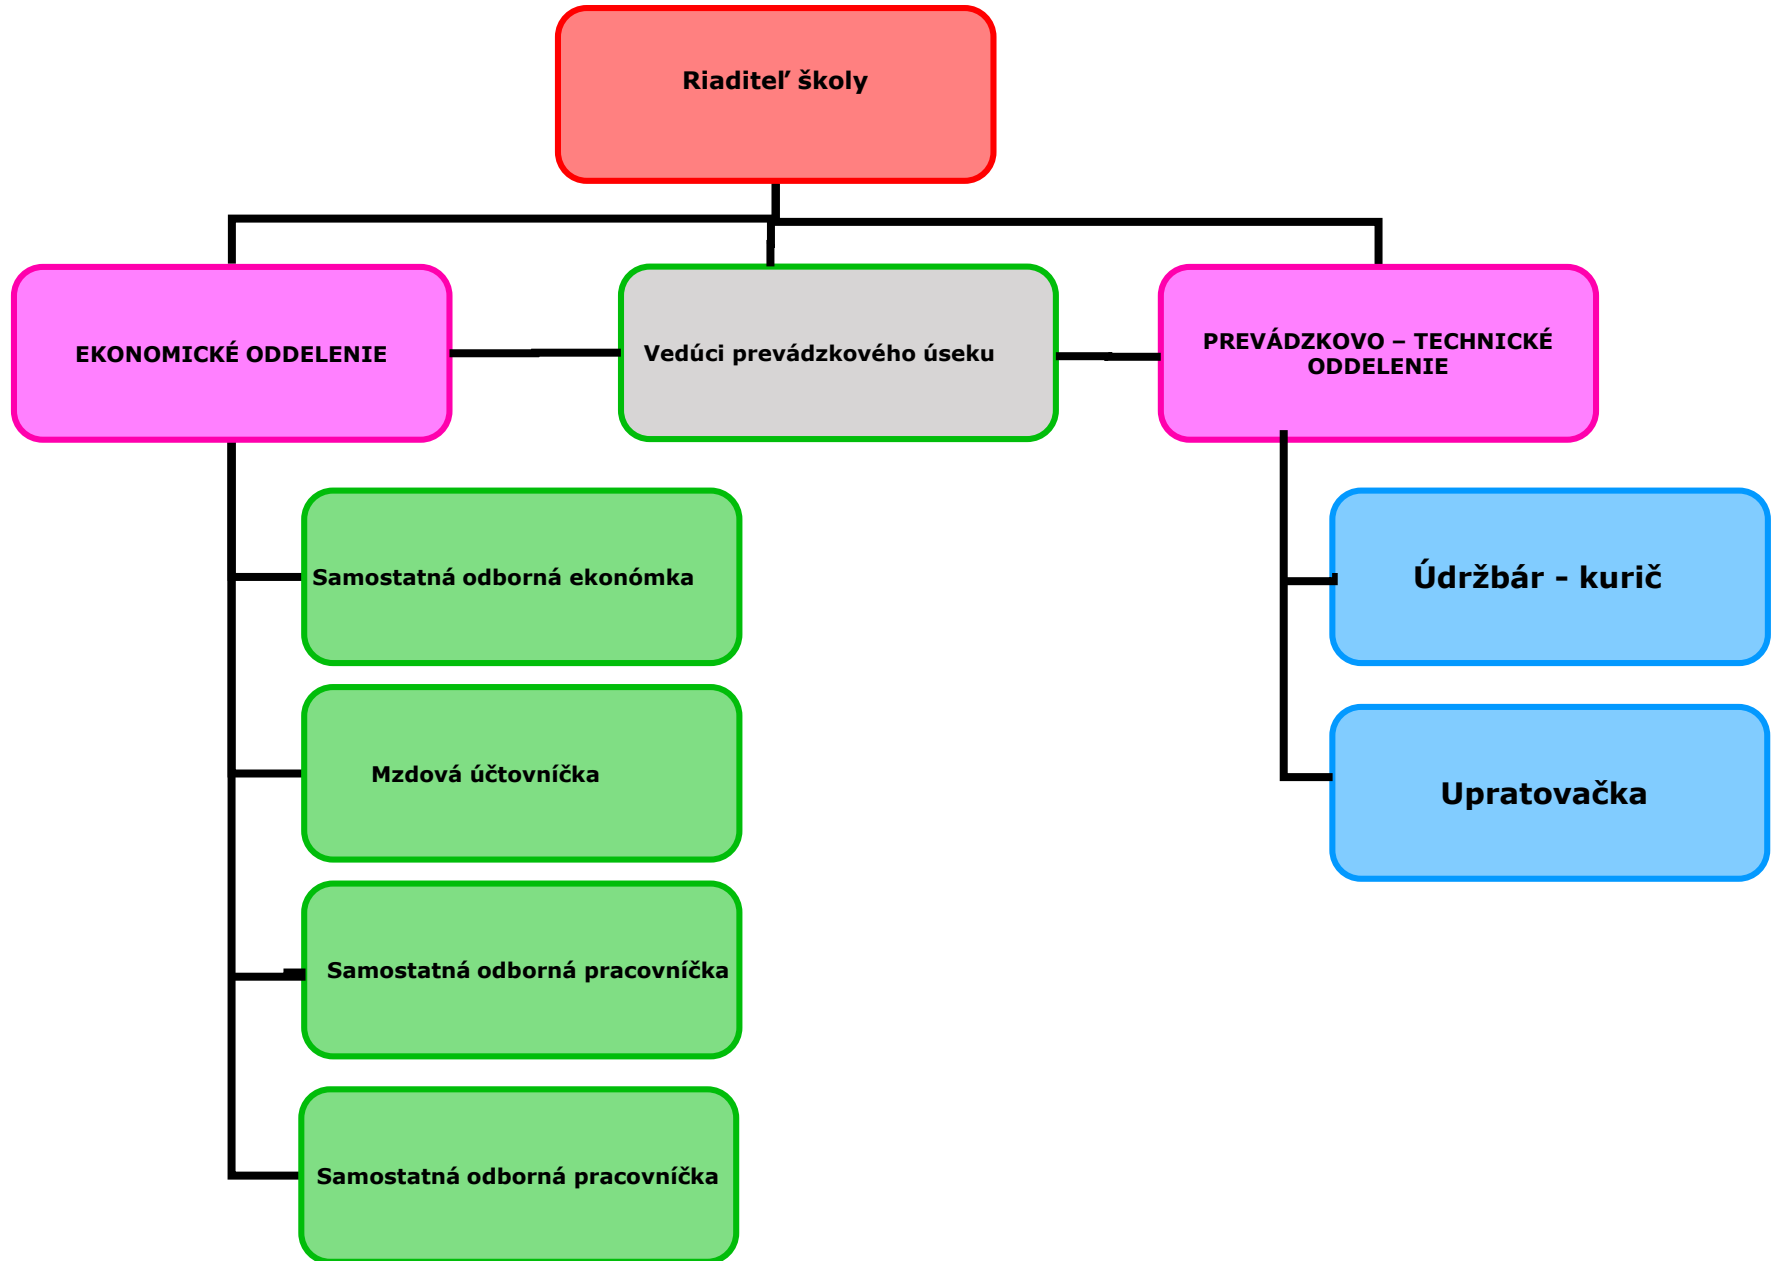 Riaditeľ školy
EKONOMICKÉ ODDELENIE
Vedúci prevádzkového úseku
PREVÁDZKOVO – TECHNICKÉ
ODDELENIE
Samostatná odborná ekonómka
Údržbár - kurič
Mzdová účtovníčka
Upratovačka
Samostatná odborná pracovníčka
Samostatná odborná pracovníčka